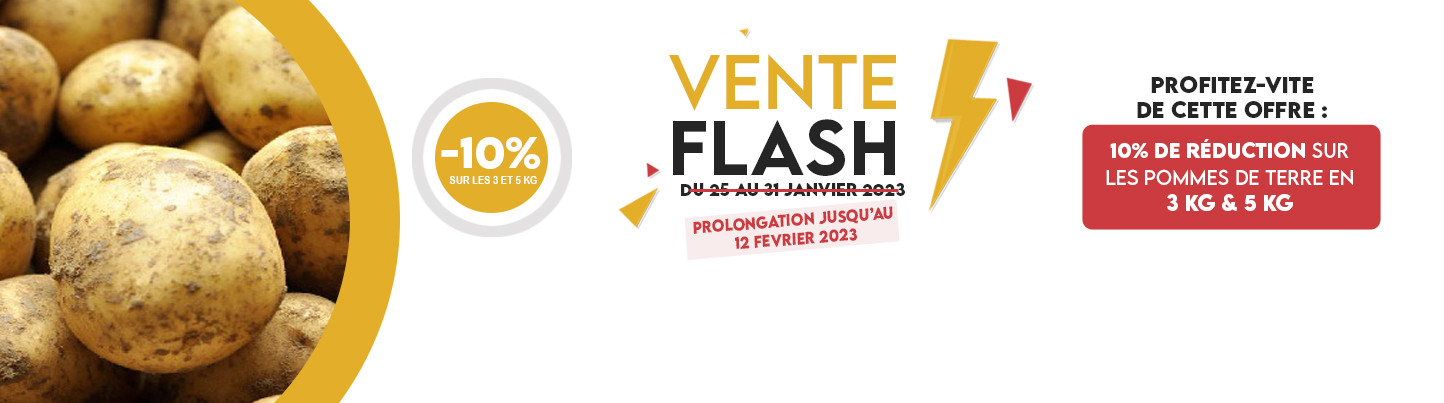 -10%
SUR LES 3 ET 5 KG
VENTE
FLASH
DU 25 AU 31 JANVIER 2023
PROLONGATION JUSQU'AU
12 FEVRIER 2023
PROFITEZ-VITE
DE CETTE OFFRE :
10% DE RÉDUCTION SUR
LES POMMES DE TERRE EN
3 KG & 5 KG